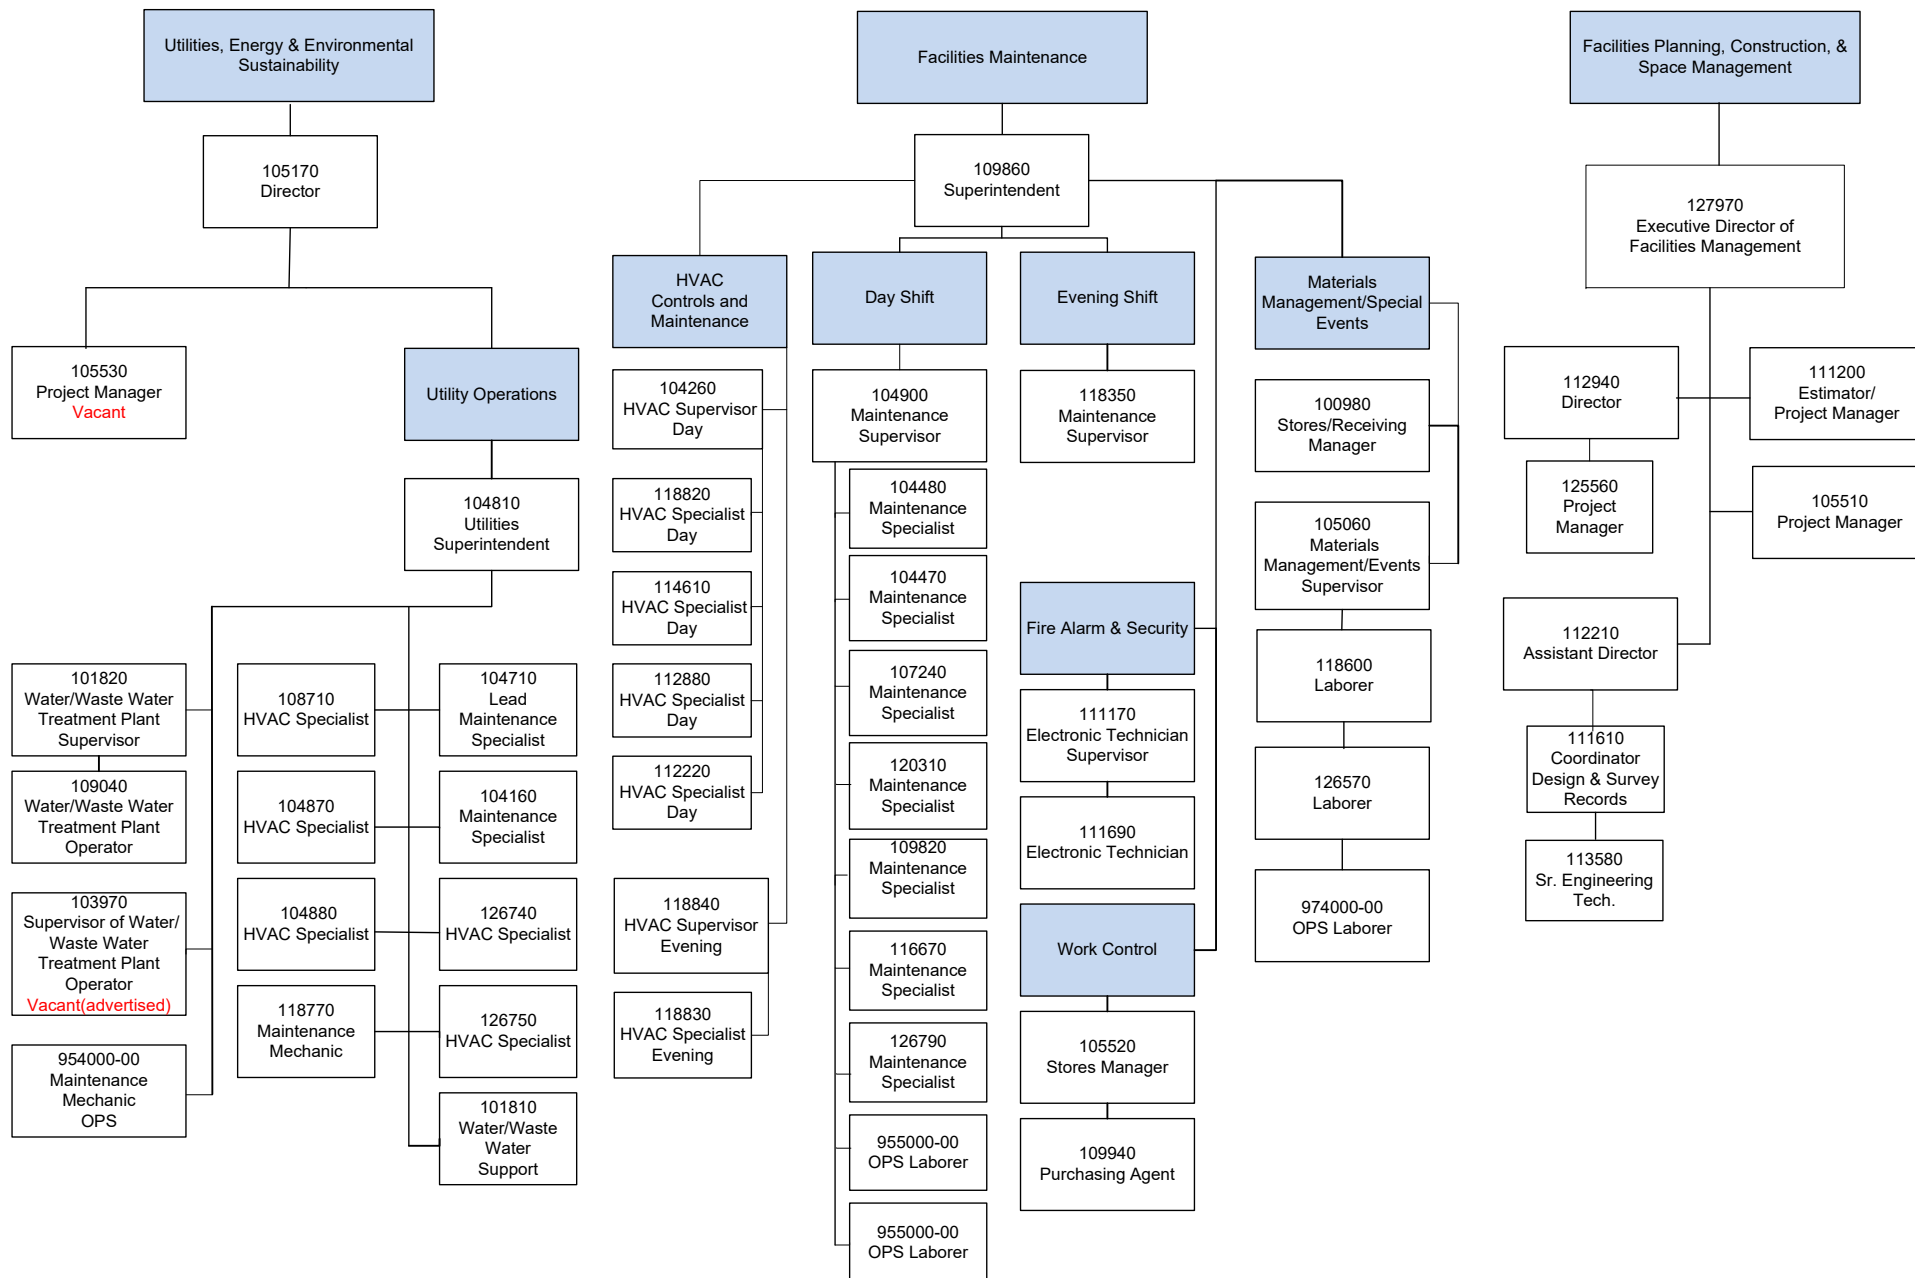 Utilities, Energy & Environmental
Sustainability
105170
Director
105530
Project Manager
Vacant
Utility Operations
104810
Utilities
Superintendent
101820
Water/Waste Water
Treatment Plant
Supervisor
109040
Water/Waste Water
Treatment Plant
Operator
103970
Supervisor of Water/
Waste Water
Treatment Plant
Operator
Vacant(advertised)
954000-00
Maintenance
Mechanic
OPS
108710
HVAC Specialist
104870
HVAC Specialist
104880
HVAC Specialist
118770
Maintenance
Mechanic
104710
Lead
Maintenance
Specialist
104160
Maintenance
Specialist
126740
HVAC Specialist
126750
HVAC Specialist
101810
Water/Waste
Water
Support
Facilities Maintenance
109860
Superintendent
HVAC
Controls and
Maintenance
104260
HVAC Supervisor
Day
118820
HVAC Specialist
Day
114610
HVAC Specialist
Day
112880
HVAC Specialist
Day
112220
HVAC Specialist
Day
118840
HVAC Supervisor
Evening
118830
HVAC Specialist
Evening
Day Shift
104900
Maintenance
Supervisor
104480
Maintenance
Specialist
104470
Maintenance
Specialist
107240
Maintenance
Specialist
120310
Maintenance
Specialist
109820
Maintenance
Specialist
116670
Maintenance
Specialist
126790
Maintenance
Specialist
955000-00
OPS Laborer
955000-00
OPS Laborer
Evening Shift
118350
Maintenance
Supervisor
Fire Alarm & Security
111170
Electronic Technician
Supervisor
111690
Electronic Technician
Work Control
105520
Stores Manager
109940
Purchasing Agent
Materials
Management/Special
Events
100980
Stores/Receiving
Manager
105060
Materials
Management/Events
Supervisor
118600
Laborer
126570
Laborer
974000-00
OPS Laborer
Facilities Planning, Construction, &
Space Management
127970
Executive Director of
Facilities Management
112940
Director
125560
Project
Manager
111200
Estimator/
Project Manager
105510
Project Manager
112210
Assistant Director
111610
Coordinator
Design & Survey
Records
113580
Sr. Engineering
Tech.